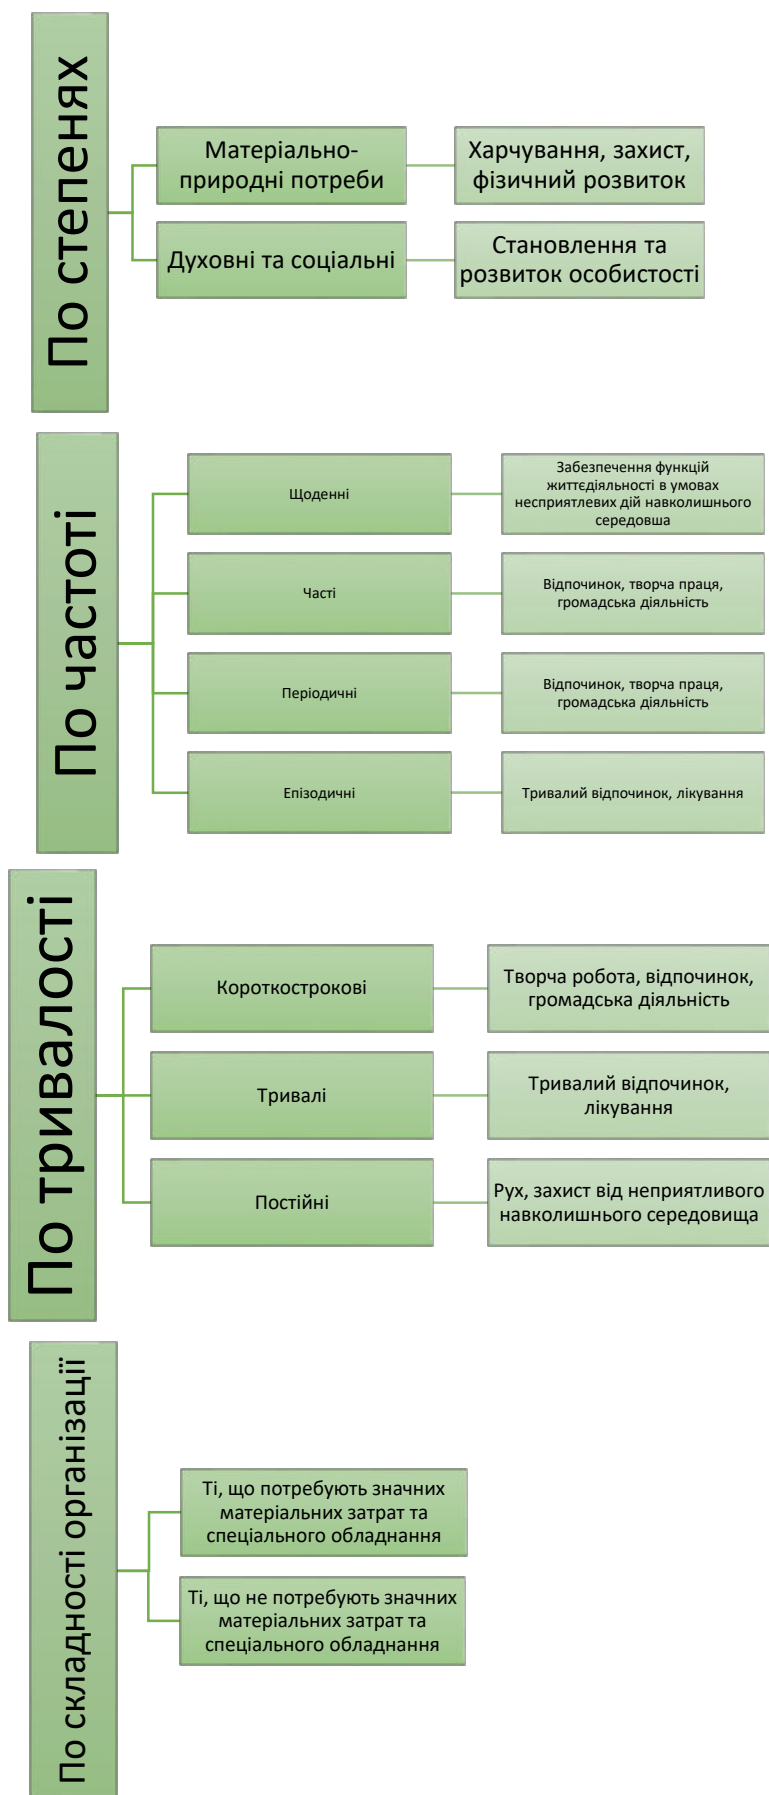 По степенях
Матеріально-
природні потреби
Харчування, захист,
фізичний розвиток
Духовні та соціальні
Становлення та
розвиток особистості
По частоті
Щоденні
Забезпечення функцій
життєдіяльності в умовах
несприятлевих дій навколишнього
середовша
Часті
Відпочинок, творча праця,
громадська діяльність
Періодичні
Відпочинок, творча праця,
громадська діяльність
Епізодичні
Тривалий відпочинок, лікування
По тривалості
Короткострокові
Творча робота, відпочинок,
громадська діяльність
Тривалі
Тривалий відпочинок,
лікування
Постійні
Рух, захист від неприятливого
навколишнього середовища
По складності організації
Ті, що потребують значних
матеріальних затрат та
спеціального обладнання
Ті, що не потребують значних
матеріальних затрат та
спеціального обладнання